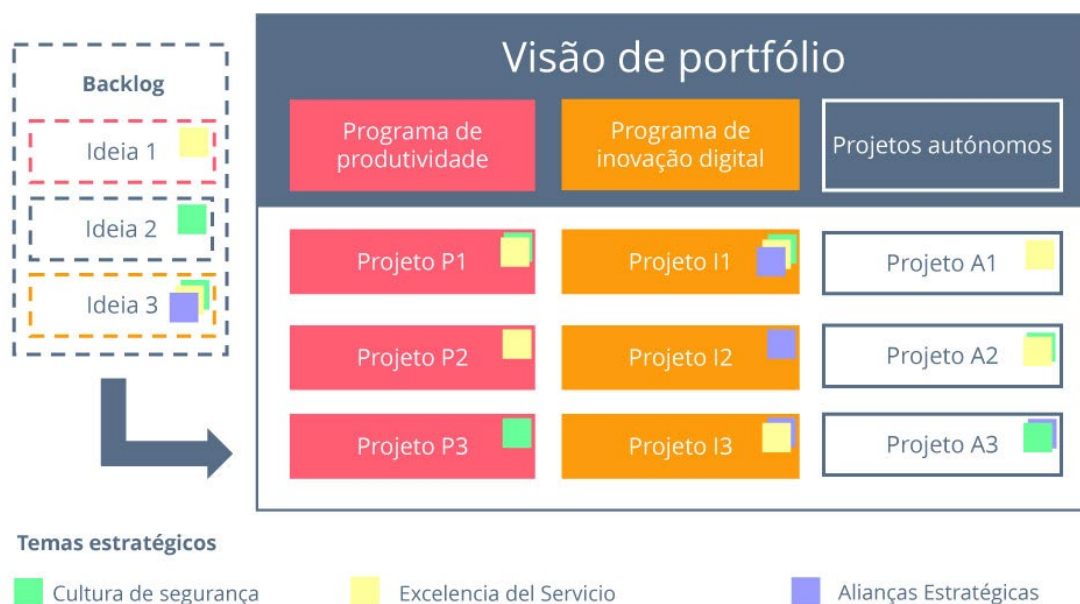 Backlog
Ideia 1
Ideia 2
Ideia 3
Visão de portfólio
Programa de
produtividade
Programa de
inovação digital
Projetos autónomos
Projeto P1
Projeto I1
Projeto A1
Projeto P2
Projeto I2
Projeto A2
Projeto P3
Projeto I3
Projeto A3
Temas estratégicos
Cultura de segurança
Excelencia del Servicio
Alianças Estratégicas